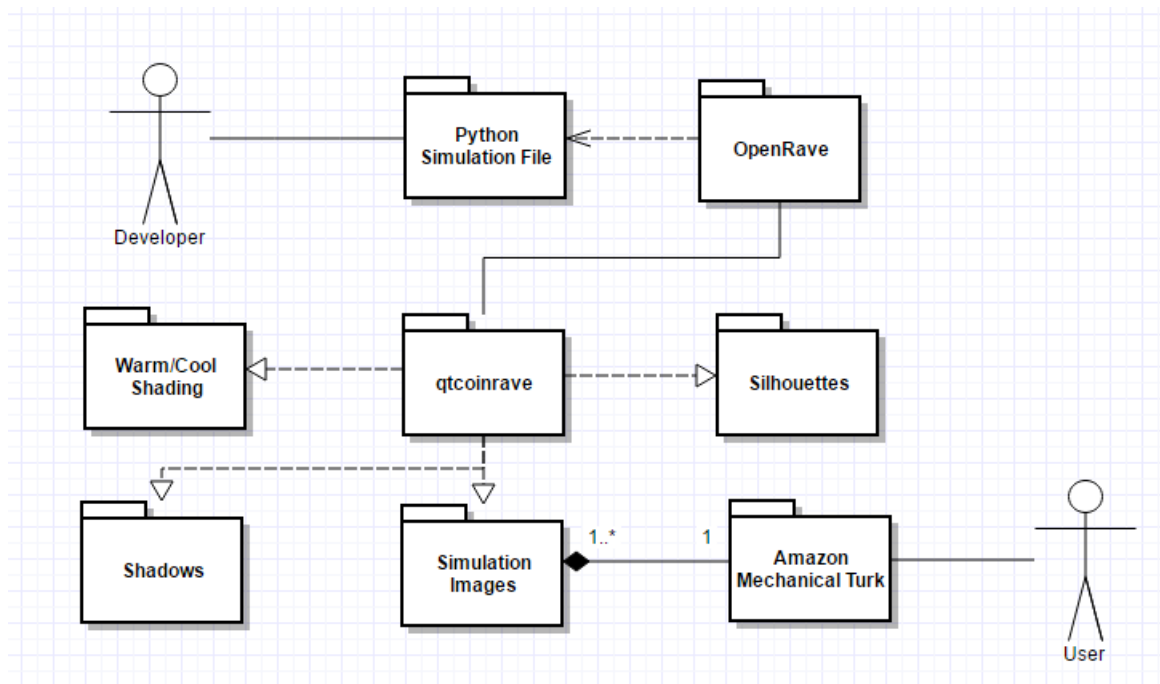 Python
Simulation File
OpenRave
Developer
Warm/Cool
Shading
qtcoinrave
Silhouettes
Shadows
Simulation
Images
1..*
1
Amazon
Mechanical Turk
User